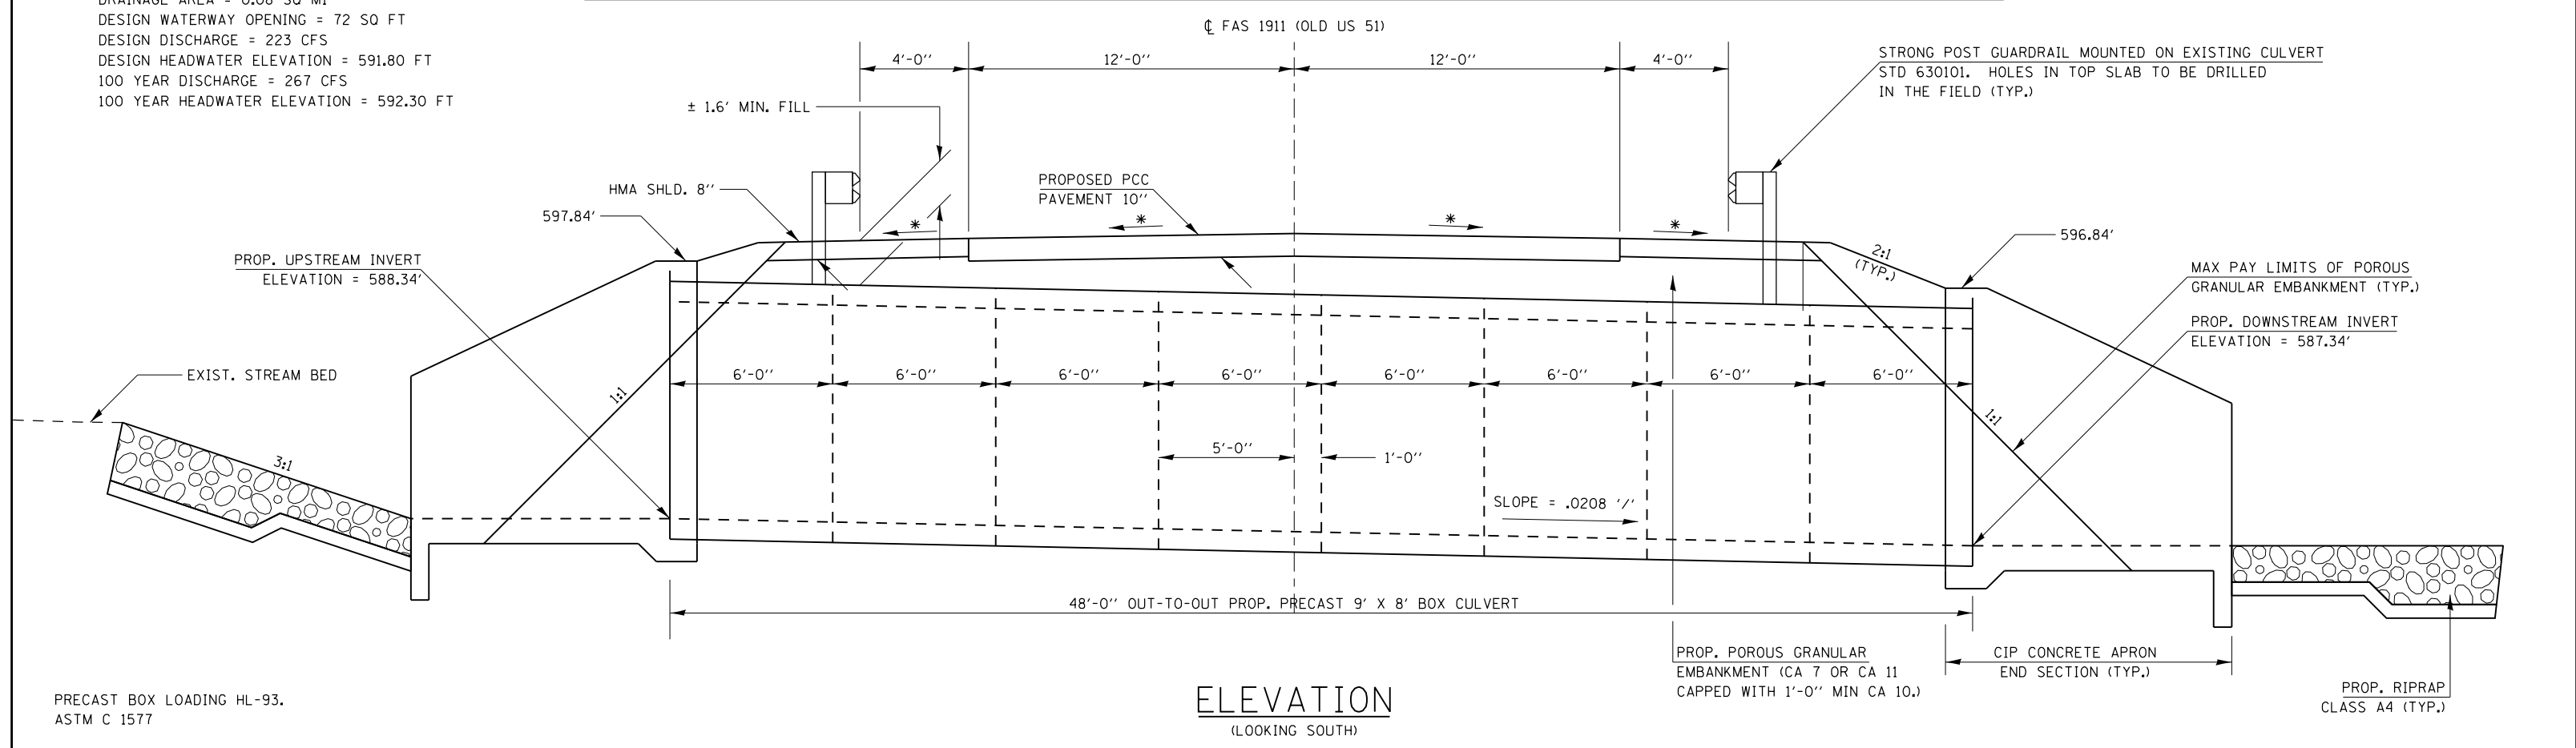 DRAINAGE AREA = 0.08 SQ MI
DESIGN WATERWAY OPENING = 72 SQ FT
DESIGN DISCHARGE = 223 CFS
DESIGN HEADWATER ELEVATION = 591.80 FT
100 YEAR DISCHARGE = 267 CFS
100 YEAR HEADWATER ELEVATION = 592.30 FT
℄ FAS 1911 (OLD US 51)
4'-0'' 12'-0'' 12'-0'' 4'-0''
STRONG POST GUARDRAIL MOUNTED ON EXISTING CULVERT
STD 630101. HOLES IN TOP SLAB TO BE DRILLED
IN THE FIELD (TYP.)
± 1.6' MIN. FILL
HMA SHLD. 8''
PROPOSED PCC
PAVEMENT 10''
597.84'
* * * *
596.84'
PROP. UPSTREAM INVERT
ELEVATION = 588.34'
2:1
(TYP.)
MAX PAY LIMITS OF POROUS
GRANULAR EMBANKMENT (TYP.)
PROP. DOWNSTREAM INVERT
ELEVATION = 587.34'
EXIST. STREAM BED
6'-0'' 6'-0'' 6'-0'' 6'-0'' 6'-0'' 6'-0'' 6'-0'' 6'-0''
1:1
1:1
3:1
5'-0''
1'-0''
SLOPE = .0208 '/'
48'-0'' OUT-TO-OUT PROP. PRECAST 9' X 8' BOX CULVERT
PROP. POROUS GRANULAR
EMBANKMENT (CA 7 OR CA 11
CAPPED WITH 1'-0'' MIN CA 10.)
CIP CONCRETE APRON
END SECTION (TYP.)
PROP. RIPRAP
CLASS A4 (TYP.)
PRECAST BOX LOADING HL-93.
ASTM C 1577
ELEVATION
(LOOKING SOUTH)